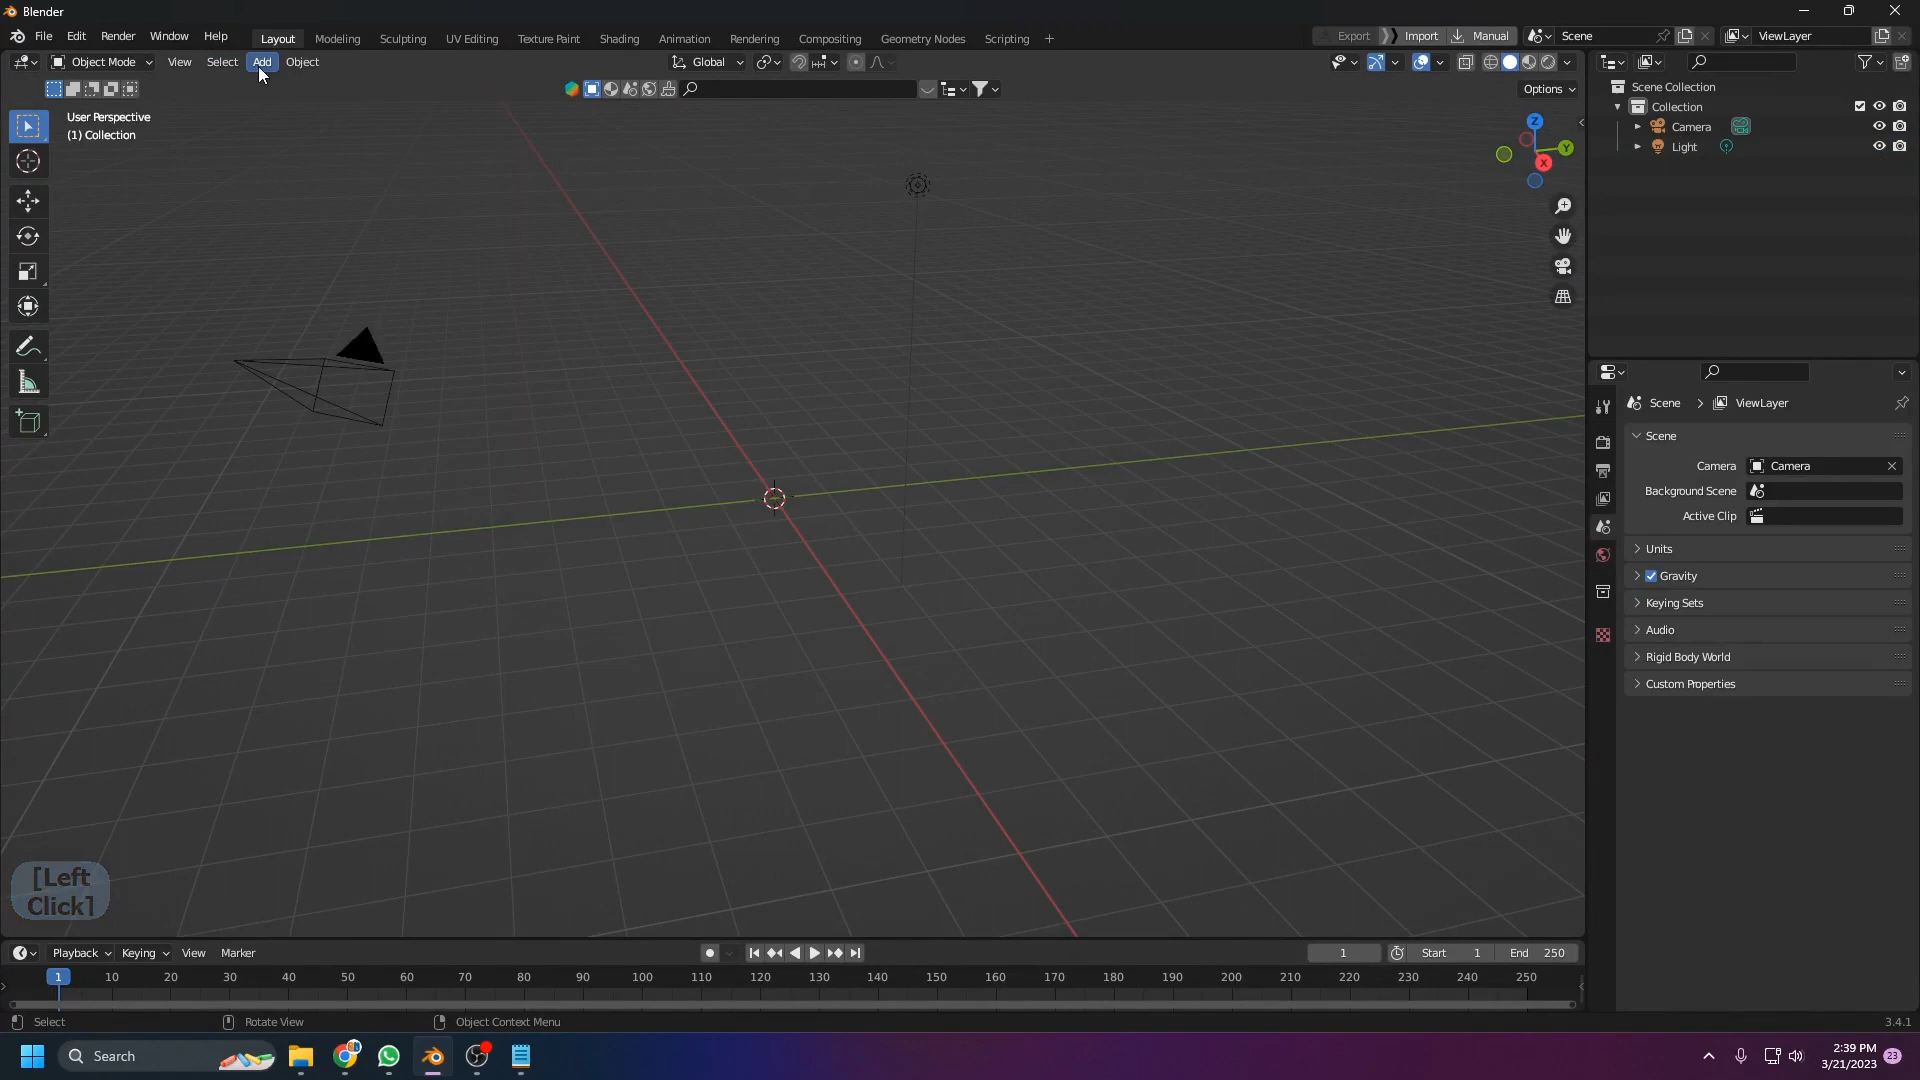 Blender
File Edit Render Window Help Layout Modeling Sculpting UV Editing Texture Paint Shading Animation Rendering Compositing Geometry Nodes Scripting + Export Import Manual Scene ViewLayer
Object Mode View Select Add Object Global
Options
User Perspective
(1) Collection
Z
Y
X
Scene Collection
Collection
Camera
Light
Scene > ViewLayer
Scene
Camera Camera
Background Scene
Active Clip
Units
Gravity
Keying Sets
Audio
Rigid Body World
Custom Properties
[Left
Click]
Playback Keying View Marker 1 Start 1 End 250
1 10 20 30 40 50 60 70 80 90 100 110 120 130 140 150 160 170 180 190 200 210 220 230 240 250
Select Rotate View Object Context Menu 3.4.1
Search
2:39 PM
3/21/2023
23